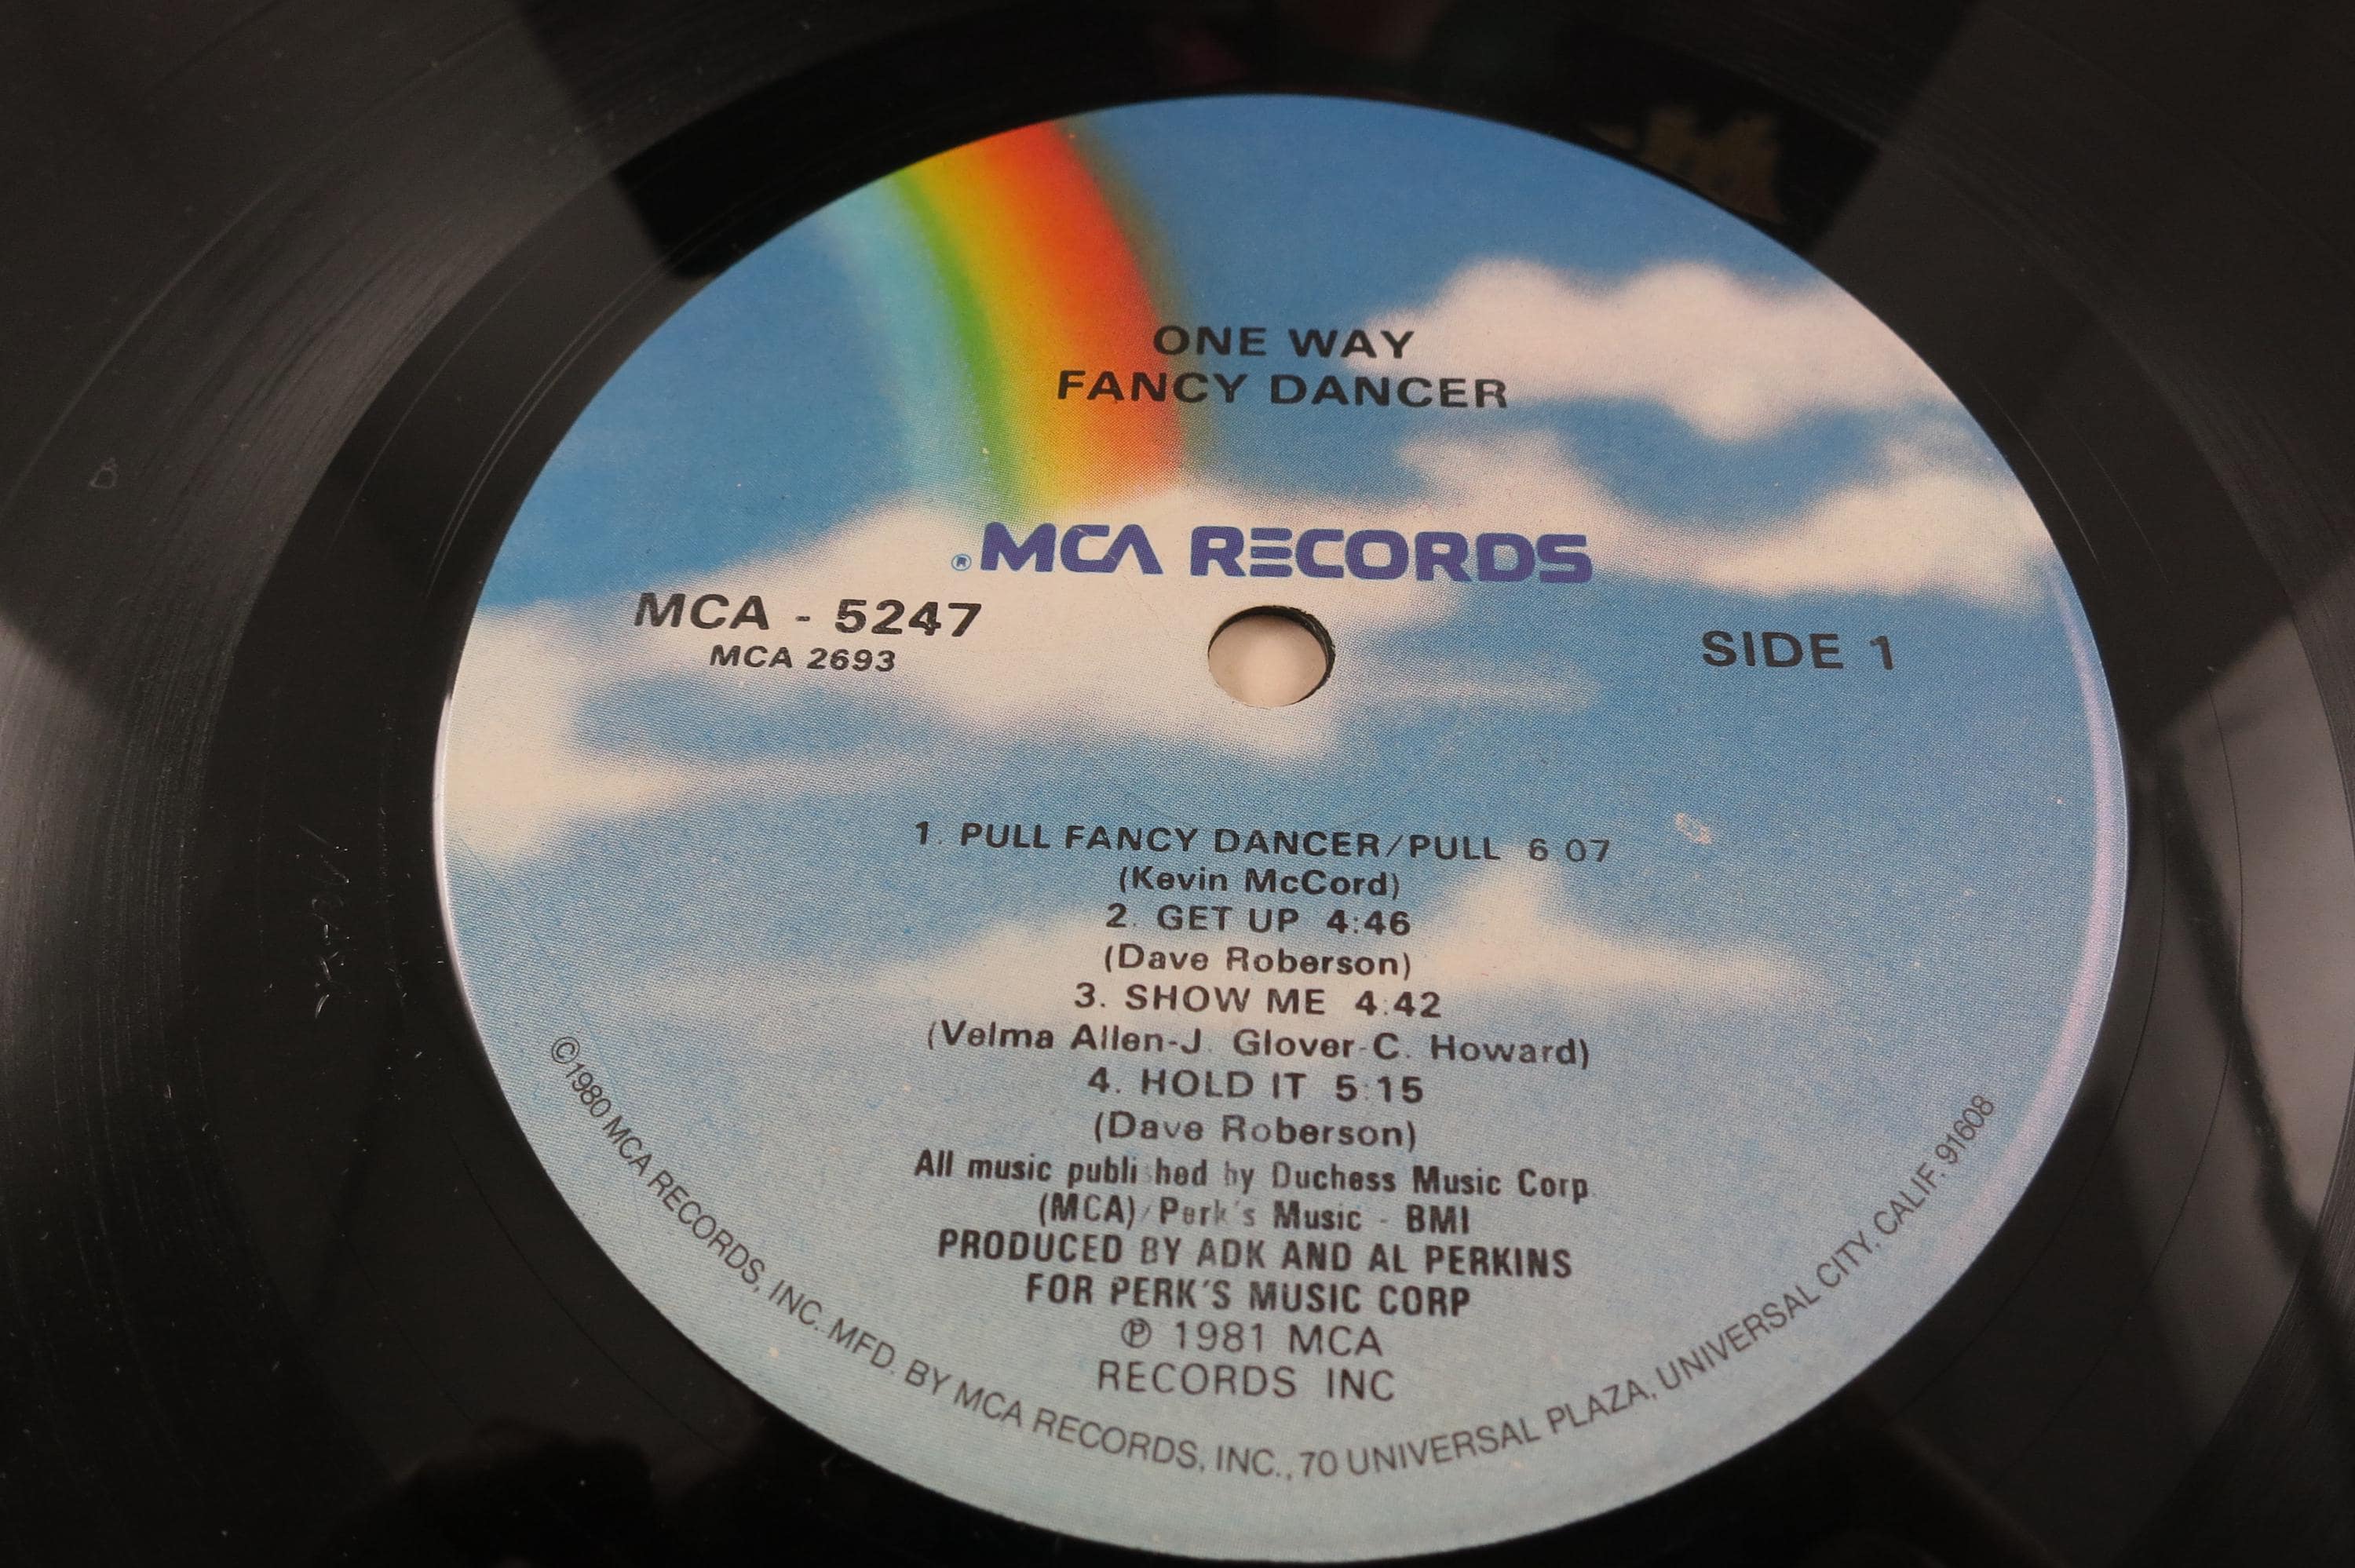 ONE WAY
FANCY DANCER
® MCA RECORDS
MCA - 5247
MCA 2693
SIDE 1
1. PULL FANCY DANCER/PULL 6 07
(Kevin McCord)
2. GET UP 4:46
(Dave Roberson)
3. SHOW ME 4:42
(Velma Allen-J. Glover-C. Howard)
4. HOLD IT 5:15
(Dave Roberson)
All music publi hed by Duchess Music Corp.
(MCA)/Perk's Music - BMI
PRODUCED BY ADK AND AL PERKINS
FOR PERK'S MUSIC CORP
℗ 1981 MCA
RECORDS INC
©1980 MCA RECORDS, INC. MFD. BY MCA RECORDS, INC., 70 UNIVERSAL PLAZA, UNIVERSAL CITY, CALIF. 91608